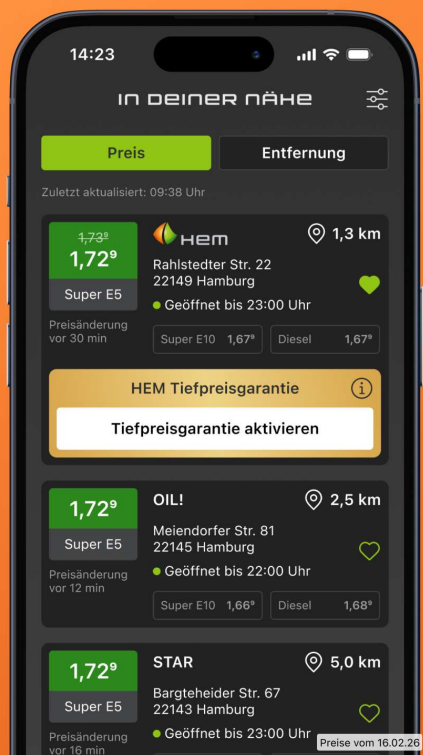 14:23
IN DEINER NÄHE
Preis
Entfernung
Zuletzt aktualisiert: 09:38 Uhr
1,73⁹
1,72⁹
Super E5
Preisänderung
vor 30 min
Hem
1,3 km
Rahlstedter Str. 22
22149 Hamburg
Geöffnet bis 23:00 Uhr
Super E10 1,67⁹
Diesel 1,67⁹
HEM Tiefpreisgarantie
Tiefpreisgarantie aktivieren
1,72⁹
Super E5
Preisänderung
vor 12 min
OIL!
2,5 km
Meiendorfer Str. 81
22145 Hamburg
Geöffnet bis 22:00 Uhr
Super E10 1,66⁹
Diesel 1,68⁹
1,72⁹
Super E5
Preisänderung
vor 16 min
STAR
5,0 km
Bargteheider Str. 67
22143 Hamburg
Geöffnet bis 23:00 Uhr
Preise vom 16.02.26